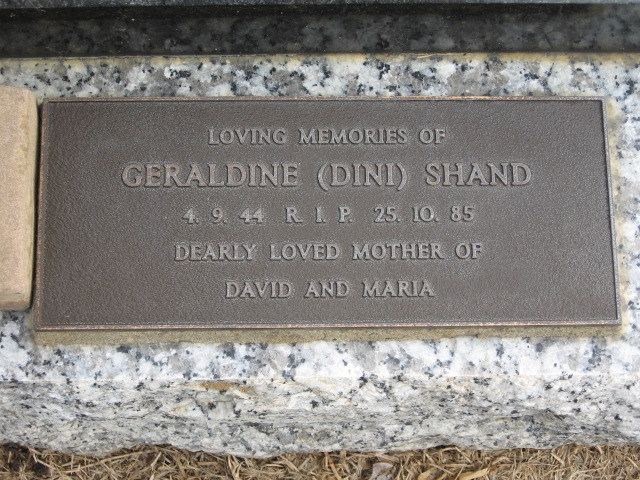 LOVING MEMORIES OF
GERALDINE (DINI) SHAND
4. 9. 44 R. I. P. 25. 10. 85
DEARLY LOVED MOTHER OF
DAVID AND MARIA